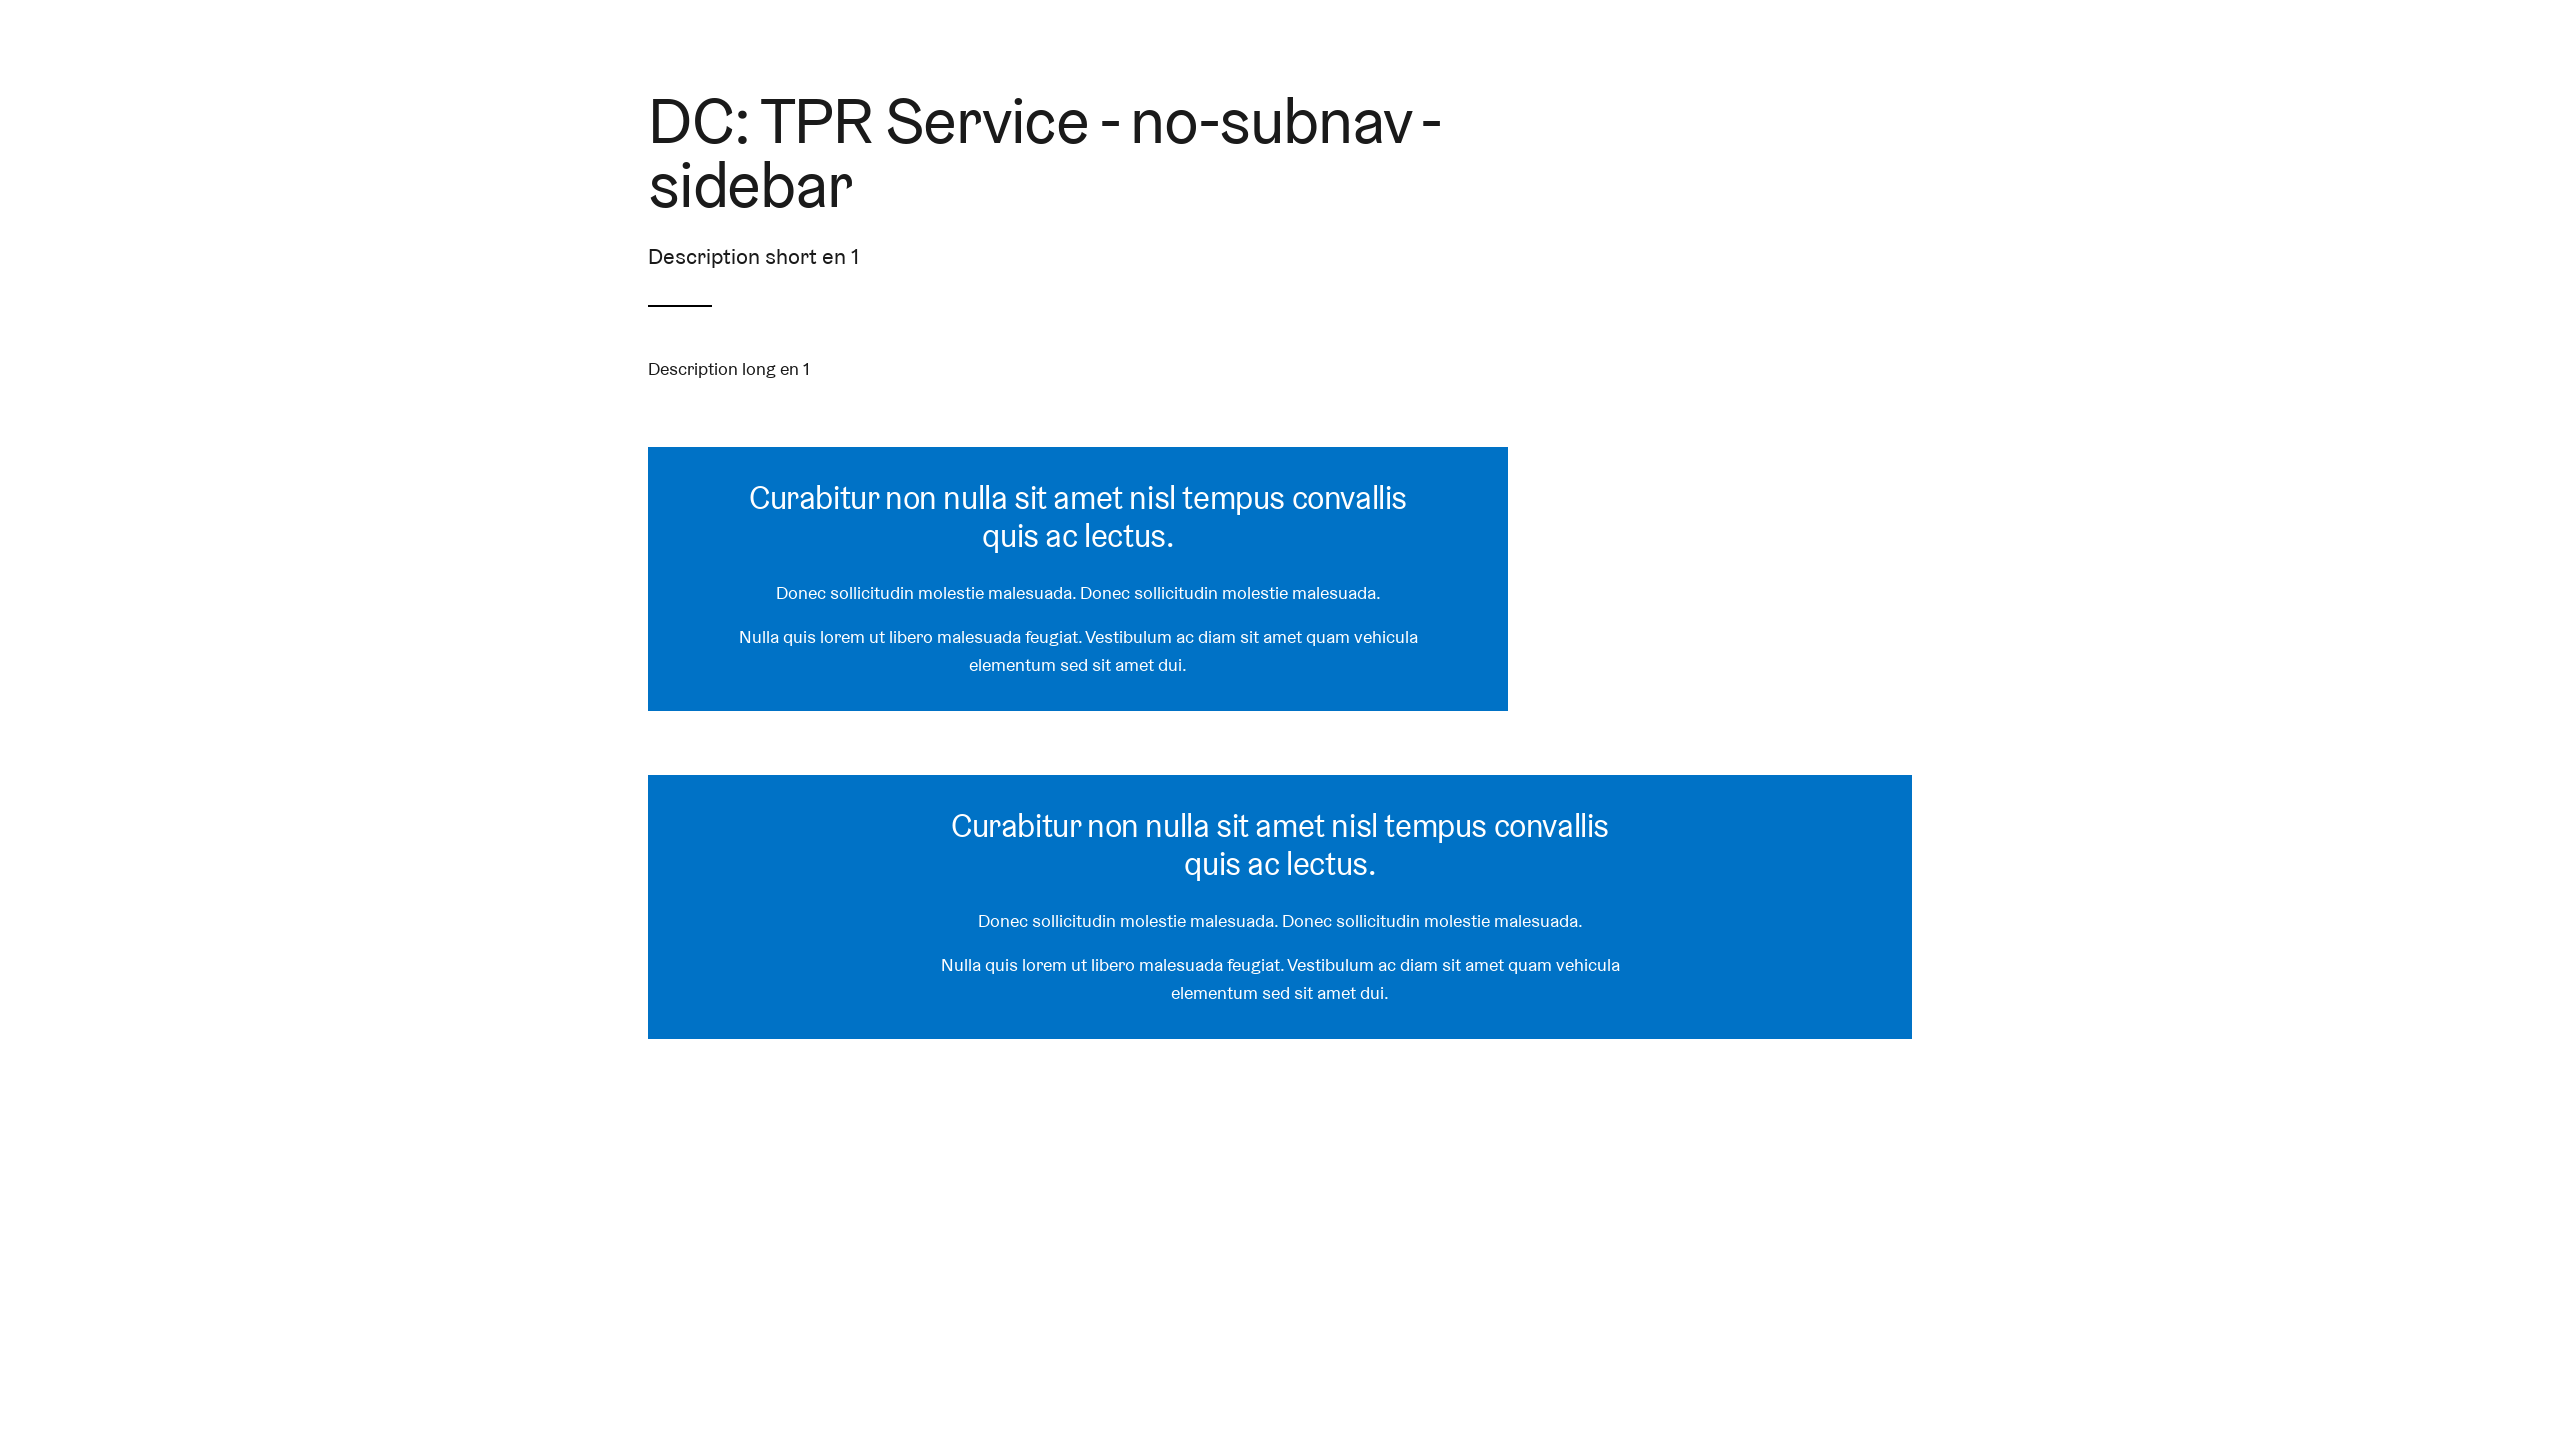 DC: TPR Service - no-subnav -
sidebar
Description short en 1
Description long en 1
Curabitur non nulla sit amet nisl tempus convallis
quis ac lectus.
Donec sollicitudin molestie malesuada. Donec sollicitudin molestie malesuada.
Nulla quis lorem ut libero malesuada feugiat. Vestibulum ac diam sit amet quam vehicula
elementum sed sit amet dui.
Curabitur non nulla sit amet nisl tempus convallis
quis ac lectus.
Donec sollicitudin molestie malesuada. Donec sollicitudin molestie malesuada.
Nulla quis lorem ut libero malesuada feugiat. Vestibulum ac diam sit amet quam vehicula
elementum sed sit amet dui.